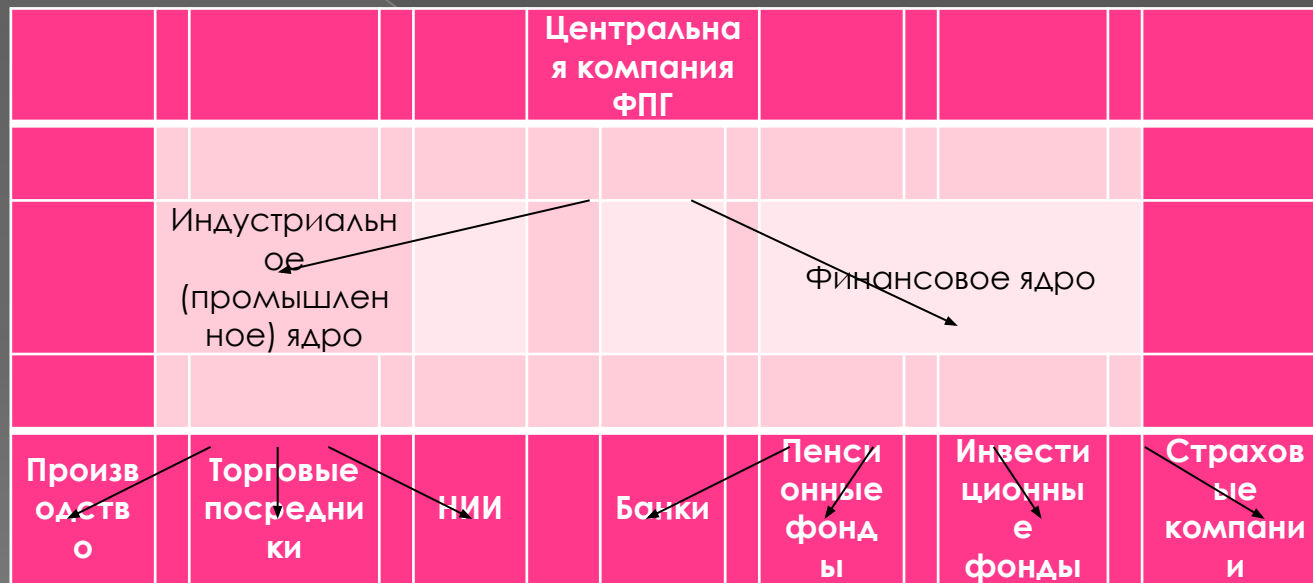 Центральна
я компания
ФПГ
Индустриальн
ое
(промышлен
ное) ядро
Финансовое ядро
Произв
одств
о
Торговые
посредни
ки
НИИ
Банки
Пенси
онные
фонд
ы
Инвести
ционны
е
фонды
Страхов
ые
компани
и